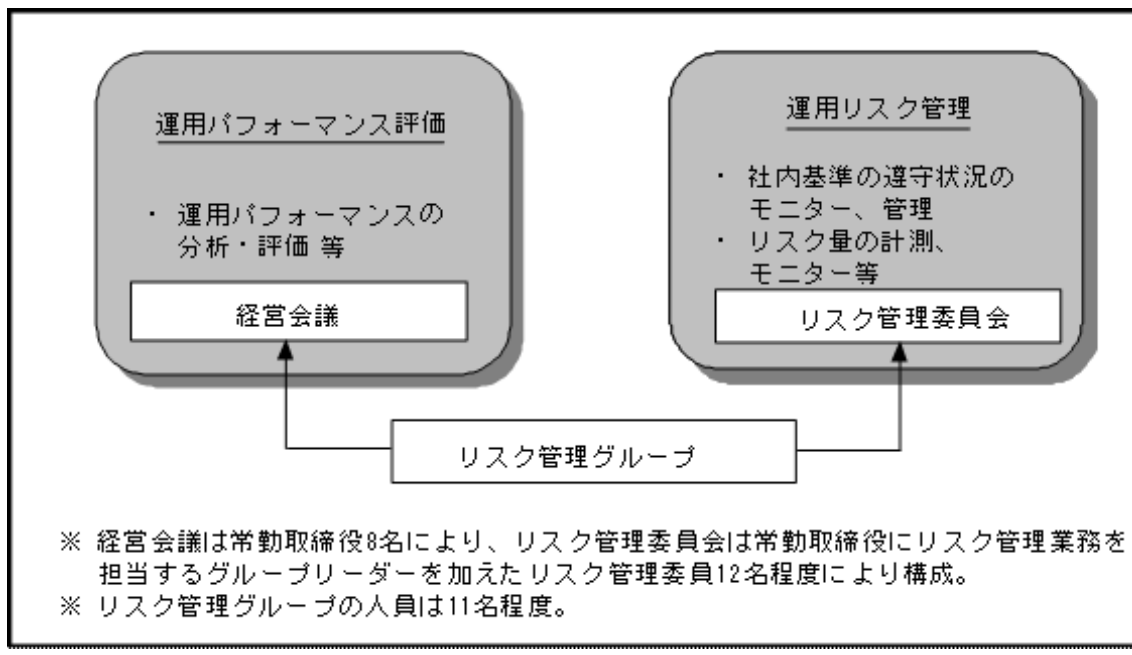 運用パフォーマンス評価
・ 運用パフォーマンスの
分析・評価 等
経営会議
運用リスク管理
・ 社内基準の遵守状況の
モニター、管理
・ リスク量の計測、
モニター等
リスク管理委員会
リスク管理グループ
※ 経営会議は常勤取締役8名により、リスク管理委員会は常勤取締役にリスク管理業務を
担当するグループリーダーを加えたリスク管理委員12名程度により構成。
※ リスク管理グループの人員は11名程度。